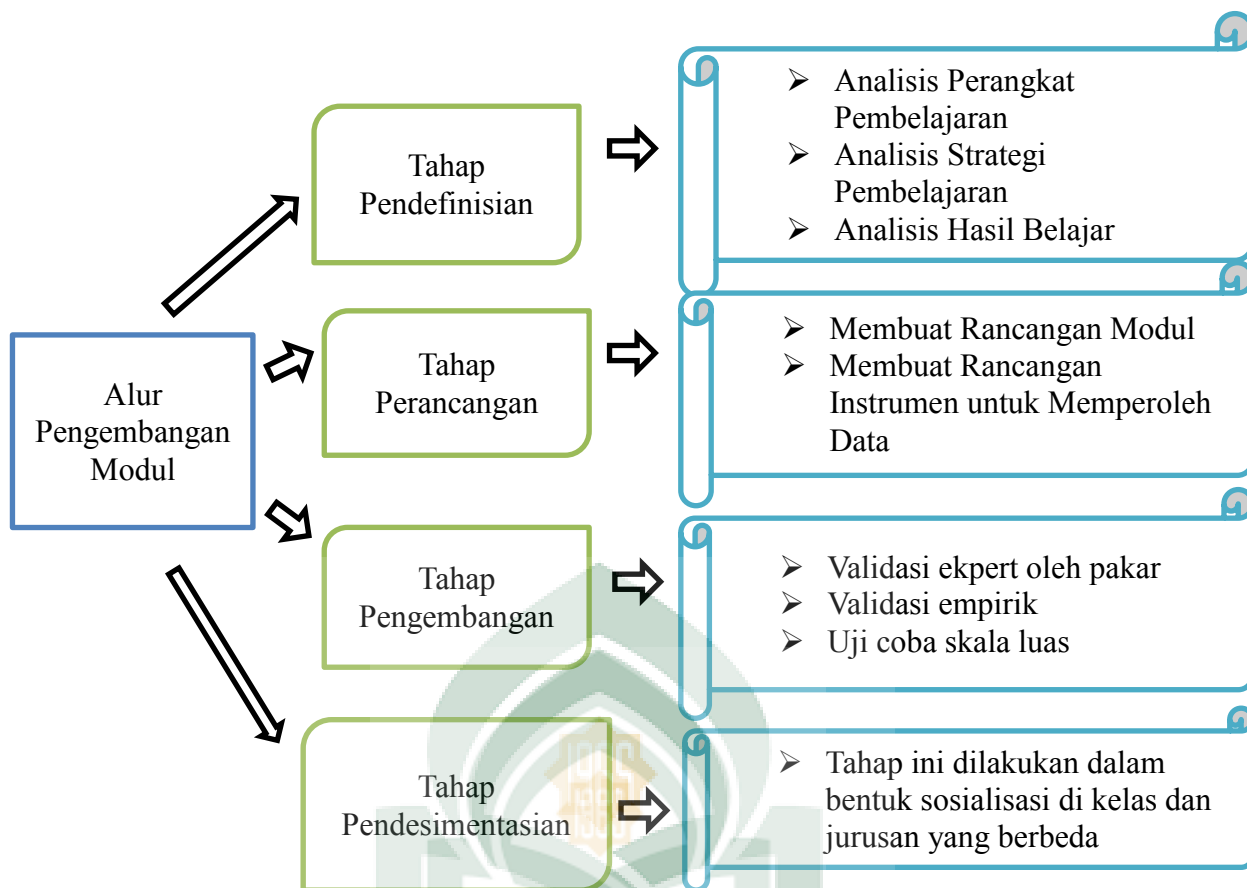 Alur
Pengembangan
Modul
Tahap
Pendefinisian
➢ Analisis Perangkat
Pembelajaran
➢ Analisis Strategi
Pembelajaran
➢ Analisis Hasil Belajar
Tahap
Perancangan
➢ Membuat Rancangan Modul
➢ Membuat Rancangan
Instrumen untuk Memperoleh
Data
Tahap
Pengembangan
➢ Validasi ekpert oleh pakar
➢ Validasi empirik
➢ Uji coba skala luas
Tahap
Pendesimentasian
➢ Tahap ini dilakukan dalam
bentuk sosialisasi di kelas dan
jurusan yang berbeda